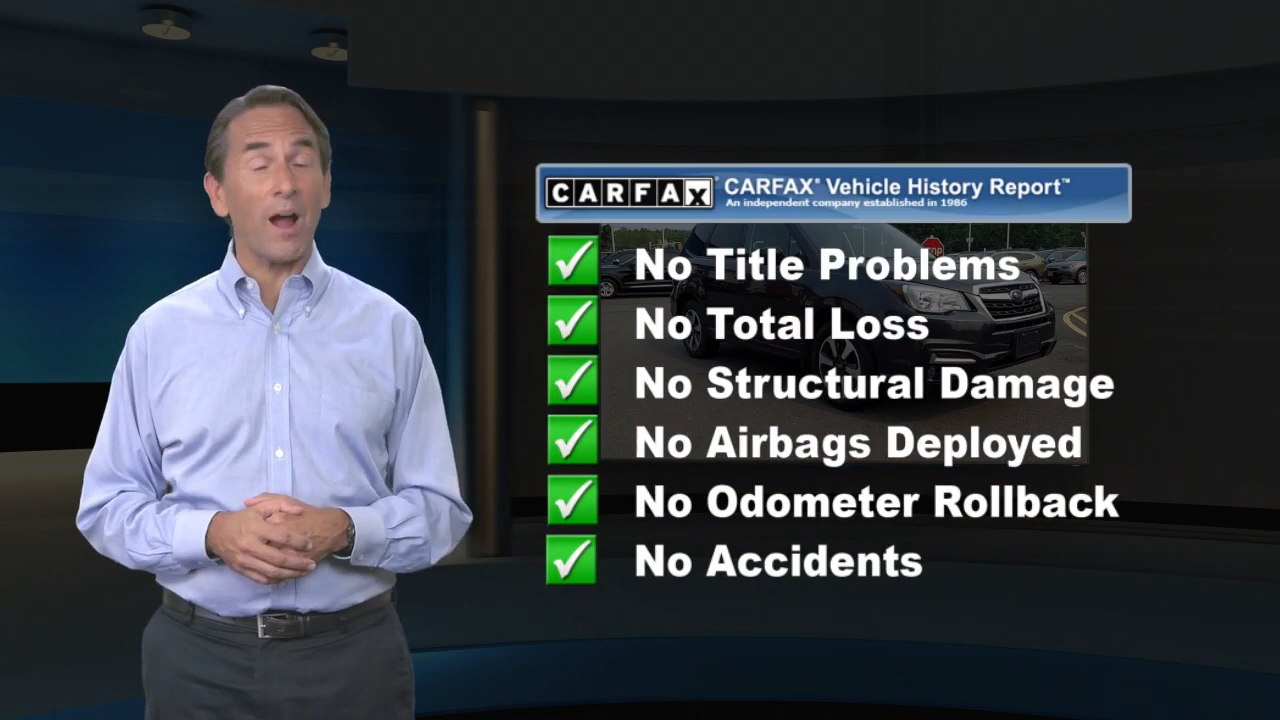 CARFAX® CARFAX® Vehicle History Report™
An independent company established in 1986
No Title Problems
STOP
No Total Loss
No Structural Damage
No Airbags Deployed
No Odometer Rollback
No Accidents